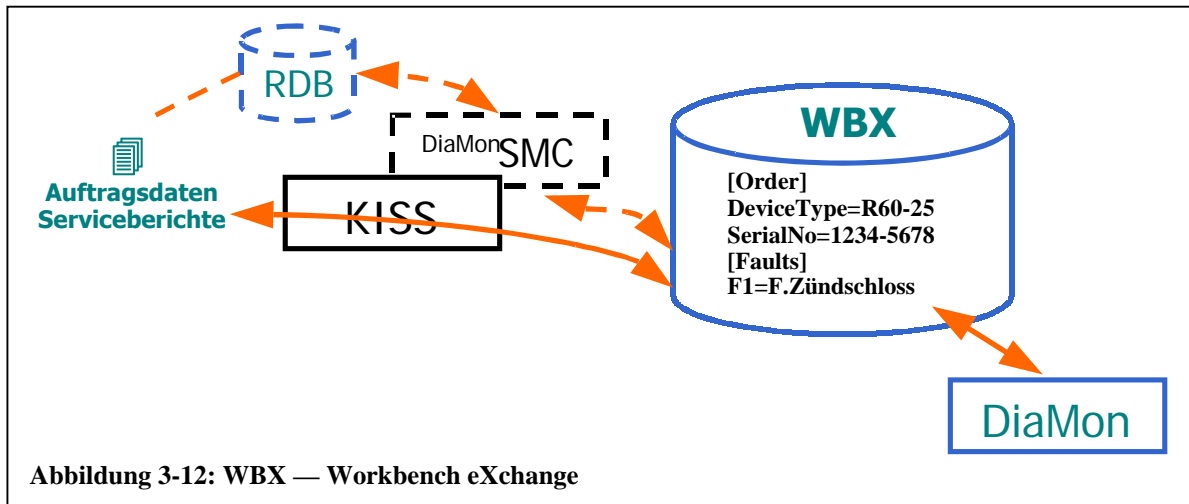 RDB
DiaMon SMC
WBX
[Order]
DeviceType=R60-25
SerialNo=1234-5678
[Faults]
F1=F.Zündschloss
Auftragsdaten
Serviceberichte
KISS
DiaMon
Abbildung 3-12: WBX — Workbench eXchange